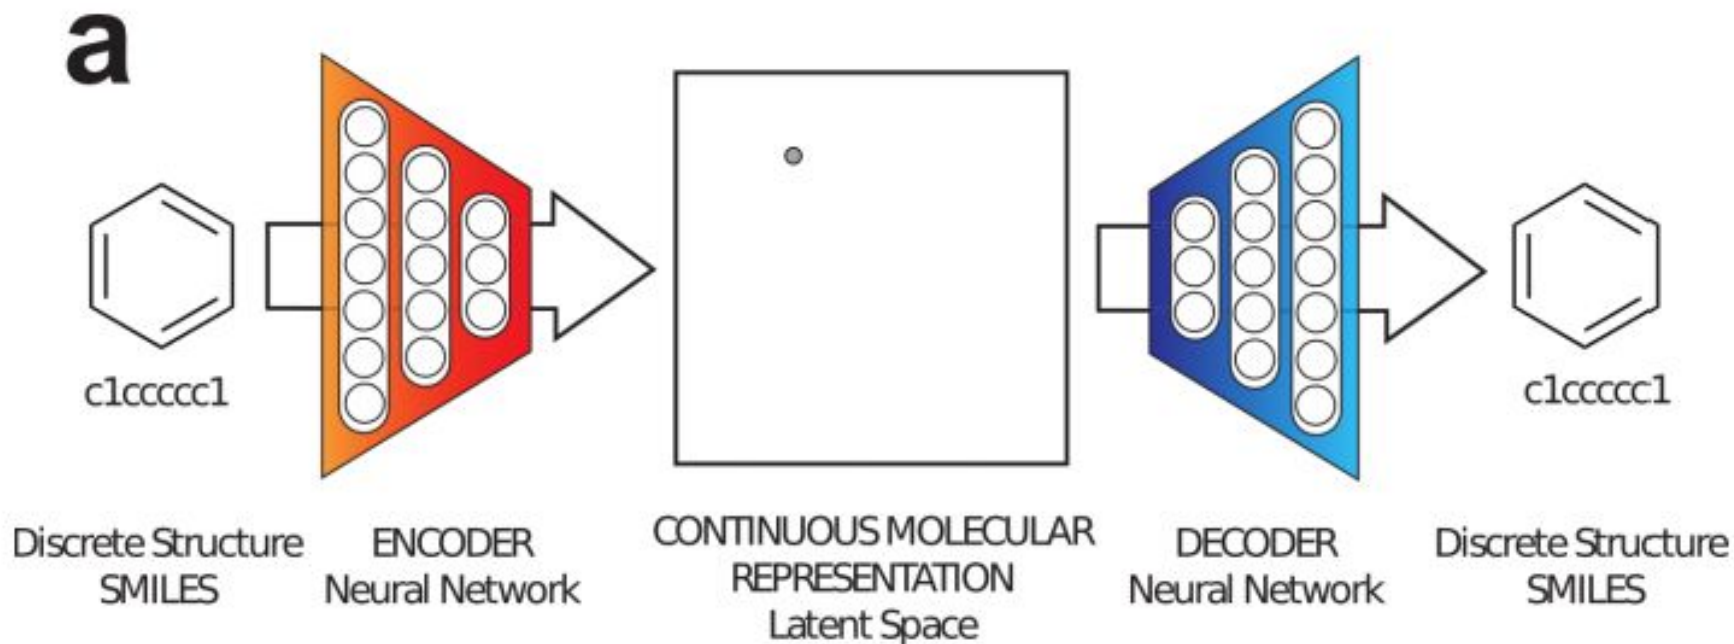 a
c1ccccc1
c1ccccc1
Discrete Structure
SMILES
ENCODER
Neural Network
CONTINUOUS MOLECULAR
REPRESENTATION
Latent Space
DECODER
Neural Network
Discrete Structure
SMILES